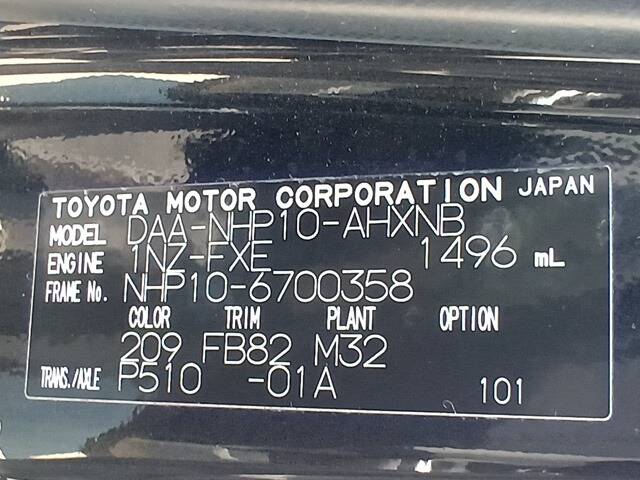 TOYOTA MOTOR CORPORATION JAPAN
MODEL DAA-NHP10-AHXNB
ENGINE 1NZ-FXE 1496 mL
FRAME No. NHP10-6700358
COLOR TRIM PLANT OPTION
209 FB82 M32
TRANS./AXLE P510 -01A 101